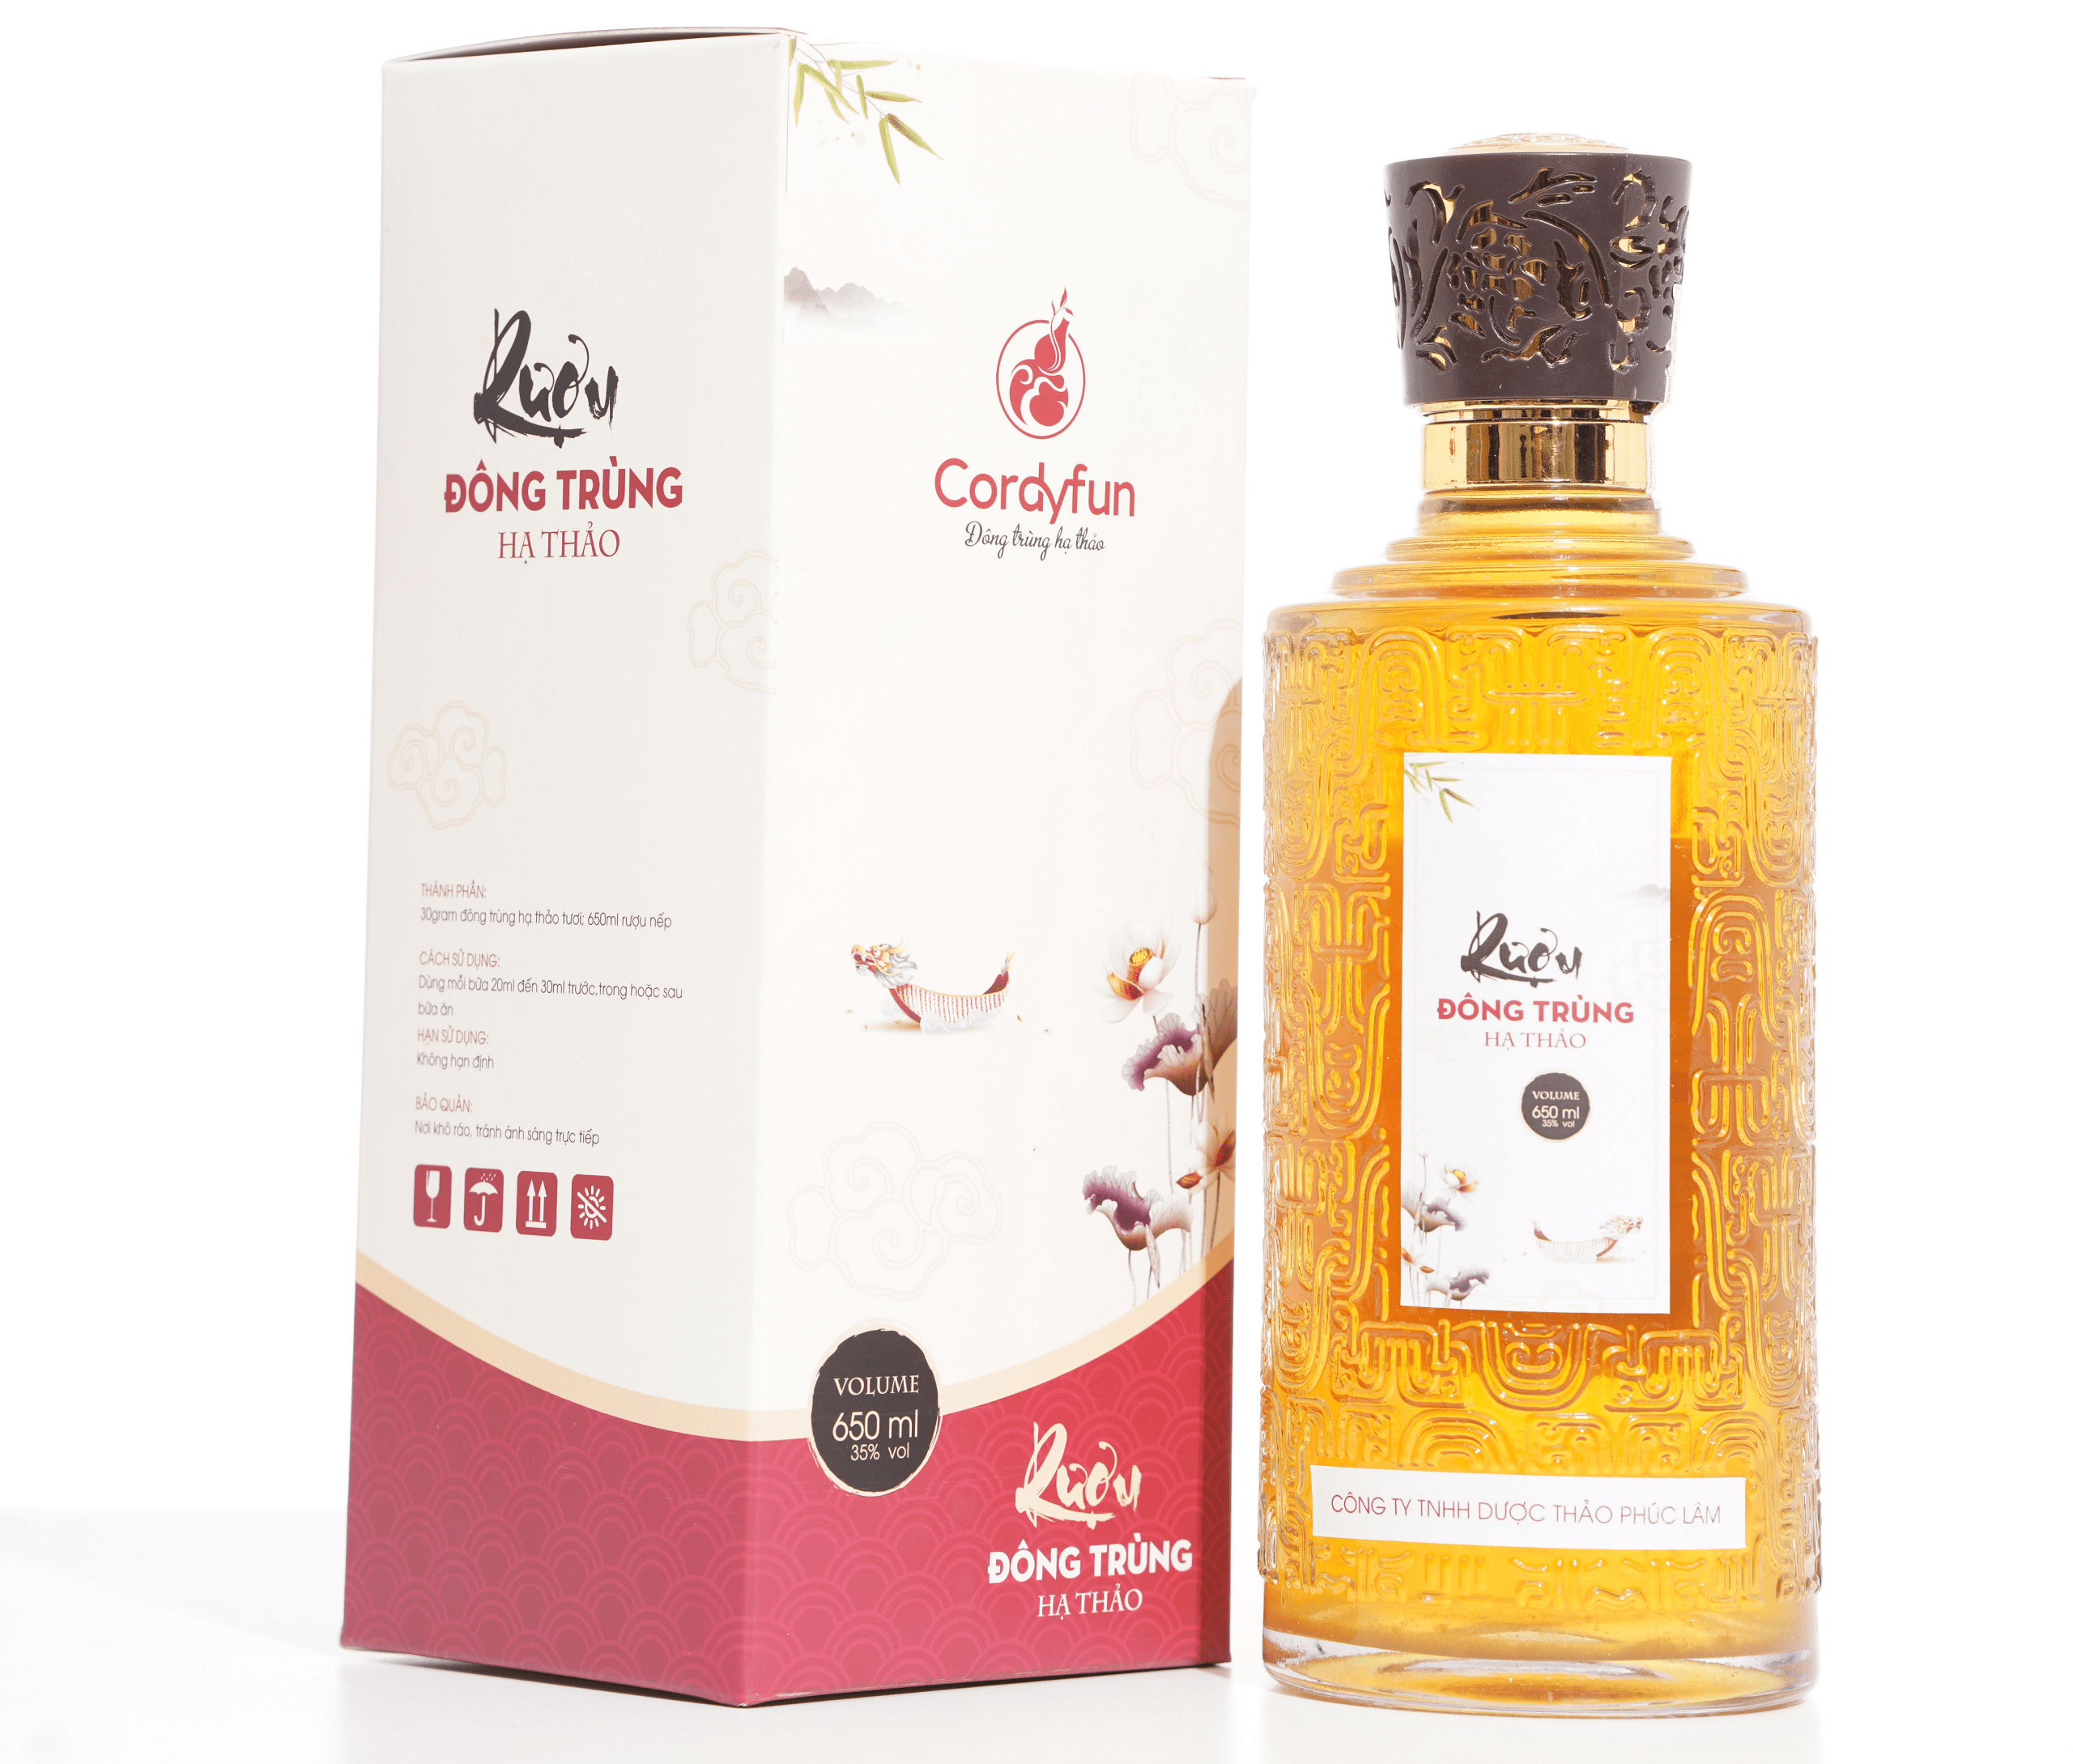 Rượu
ĐÔNG TRÙNG
HẠ THẢO
THÀNH PHẦN:
30gram đông trùng hạ thảo tươi; 650ml rượu nếp
CÁCH SỬ DỤNG:
Dùng mỗi bữa 20ml đến 30ml trước,trong hoặc sau
bữa ăn
HẠN SỬ DỤNG:
Không hạn định
BẢO QUẢN:
Nơi khô ráo, tránh ánh sáng trực tiếp
Cordyfun
Đông trùng hạ thảo
VOLUME
650 ml
35% vol
Rượu
ĐÔNG TRÙNG
HẠ THẢO
Rượu
ĐÔNG TRÙNG
HẠ THẢO
VOLUME
650 ml
35% vol
CÔNG TY TNHH DƯỢC THẢO PHÚC LÂM